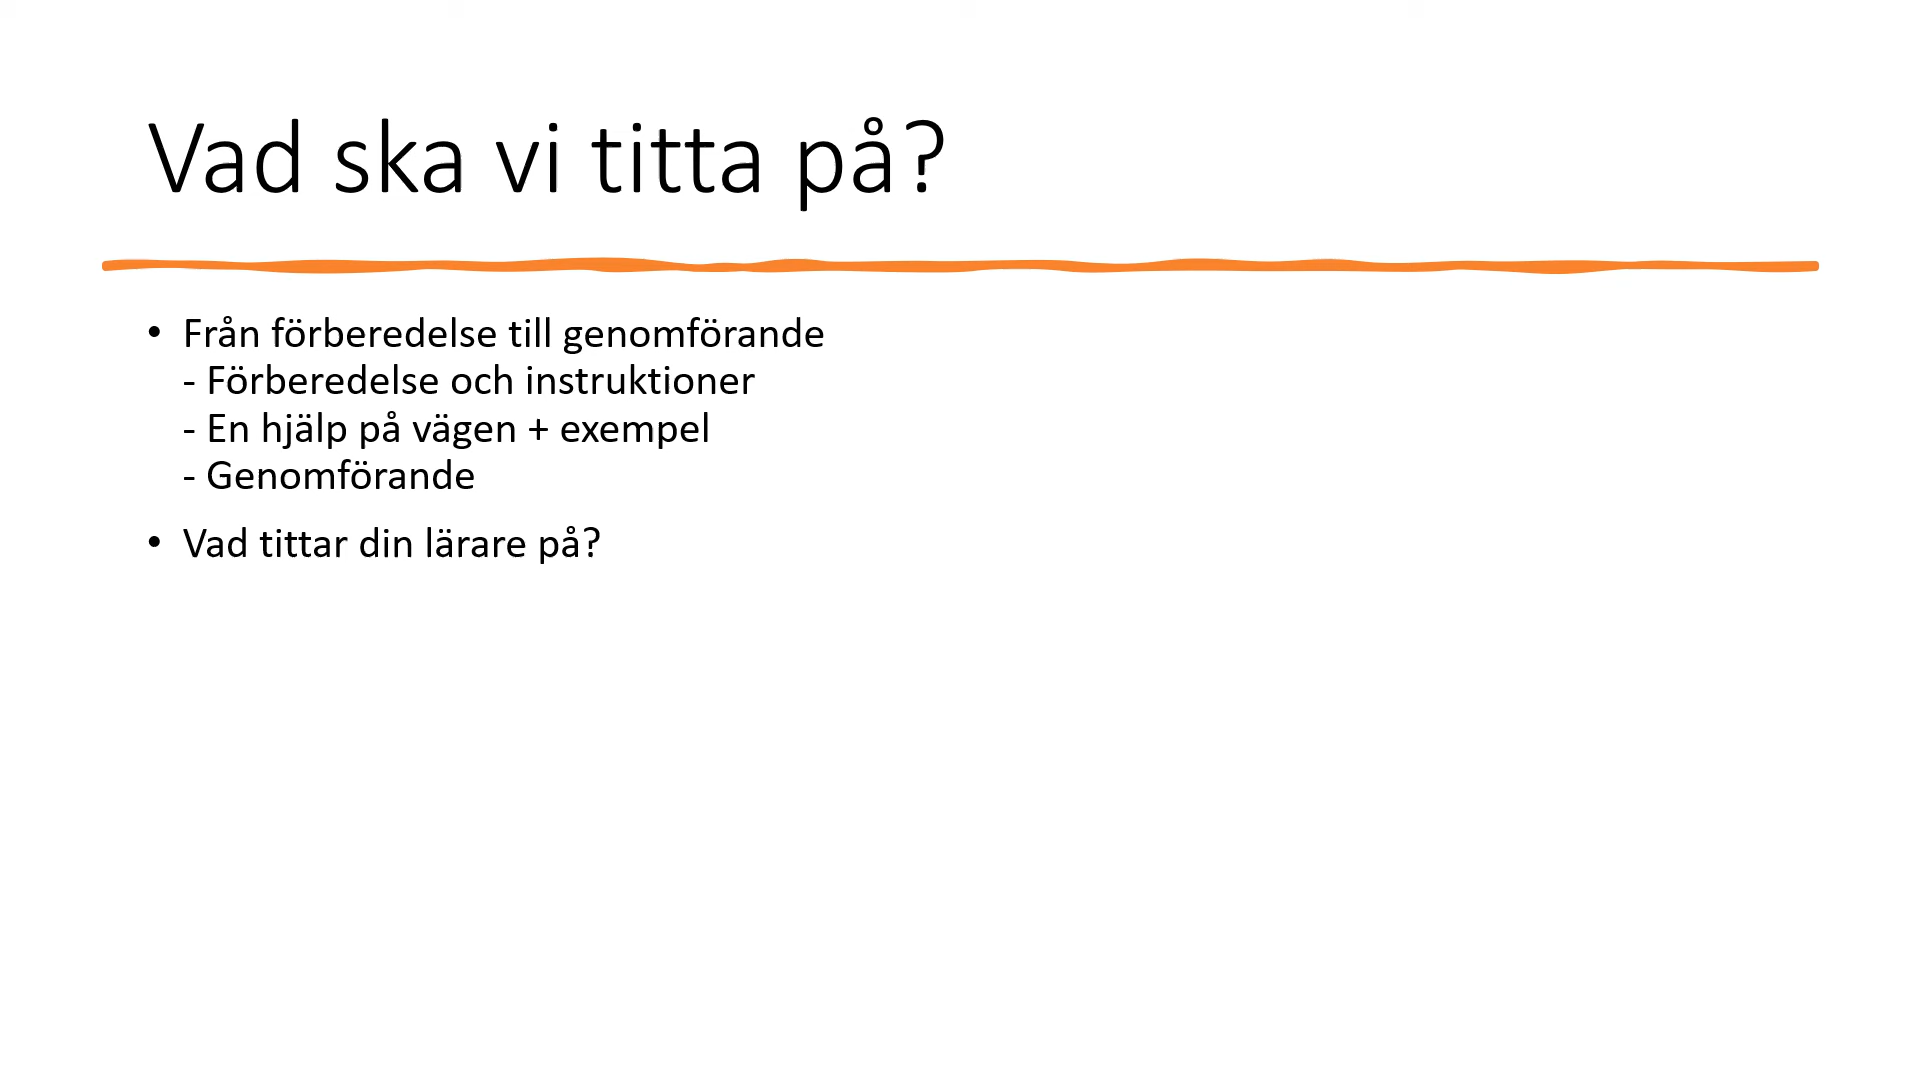 Vad ska vi titta på?
• Från förberedelse till genomförande
- Förberedelse och instruktioner
- En hjälp på vägen + exempel
- Genomförande
• Vad tittar din lärare på?